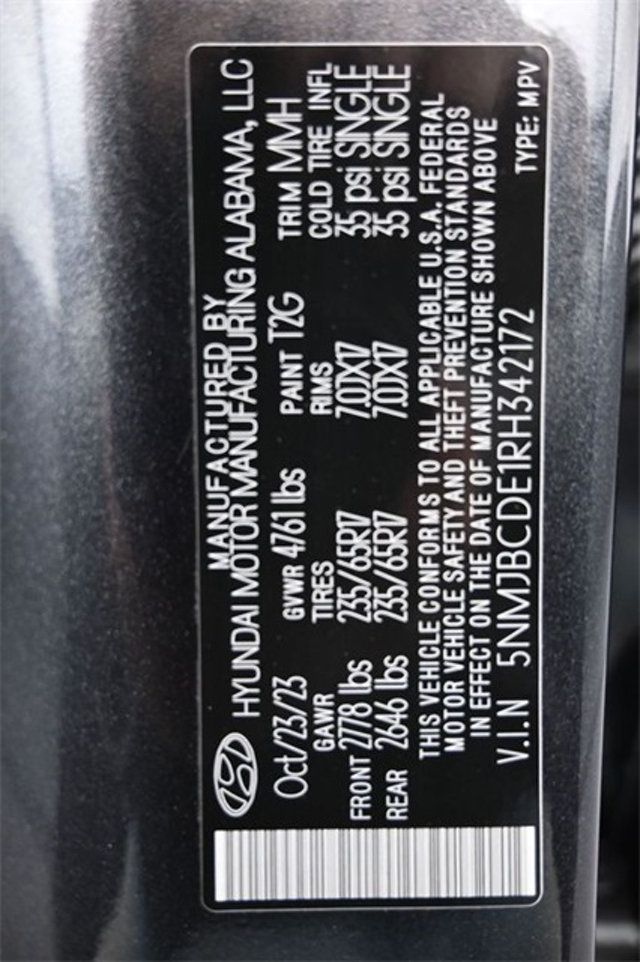 MANUFACTURED BY
HYUNDAI MOTOR MANUFACTURING ALABAMA, LLC
Oct/23/23 GVWR 4761 lbs PAINT T2G TRIM MMH
GAWR TIRES RIMS COLD TIRE INFL
FRONT 2778 lbs 235/65R17 7.0JX17 35 psi SINGLE
REAR 2646 lbs 235/65R17 7.0JX17 35 psi SINGLE
THIS VEHICLE CONFORMS TO ALL APPLICABLE U.S.A. FEDERAL
MOTOR VEHICLE SAFETY AND THEFT PREVENTION STANDARDS
IN EFFECT ON THE DATE OF MANUFACTURE SHOWN ABOVE
V.I.N 5NMJBCDE1RH342172 TYPE: MPV